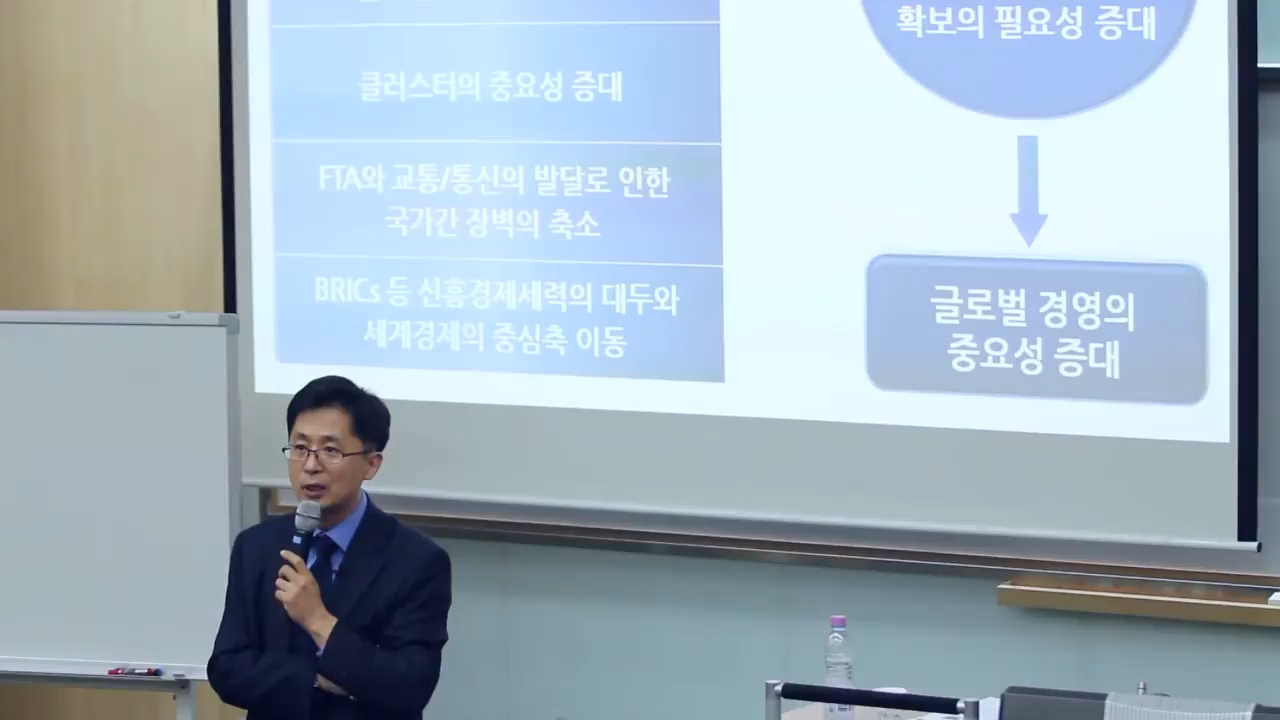 클러스터의 중요성 증대
FTA와 교통/통신의 발달로 인한
국가간 장벽의 축소
BRICs 등 신흥경제세력의 대두와
세계경제의 중심축 이동
확보의 필요성 증대
글로벌 경영의
중요성 증대